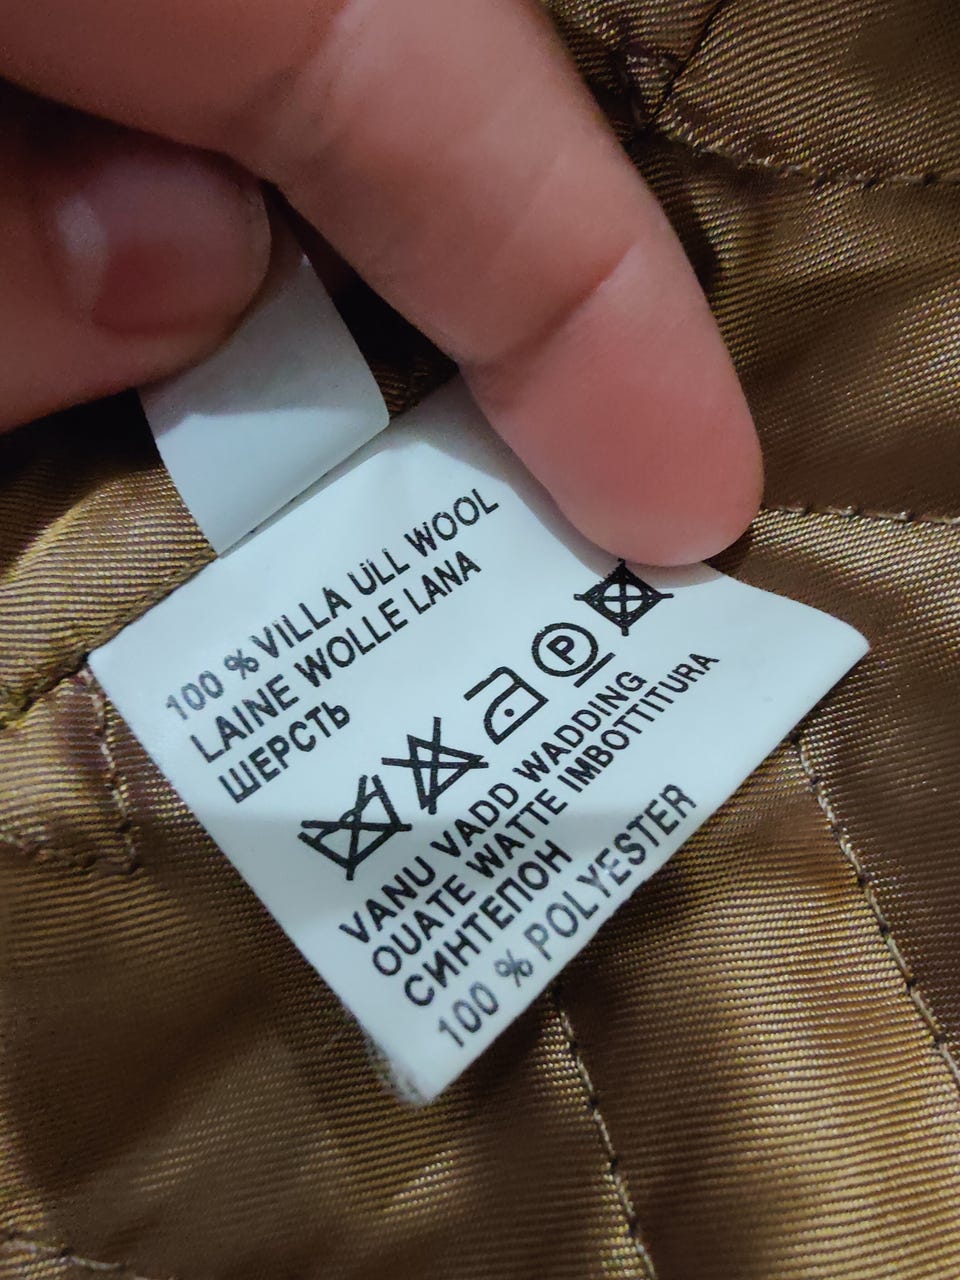 100 % VILLA ULL WOOL
LAINE WOLLE LANA
ШЕРСТЬ
P
VANU VADD WADDING
OUATE WATTE IMBOTTITURA
СИНТЕПОН
100 % POLYESTER